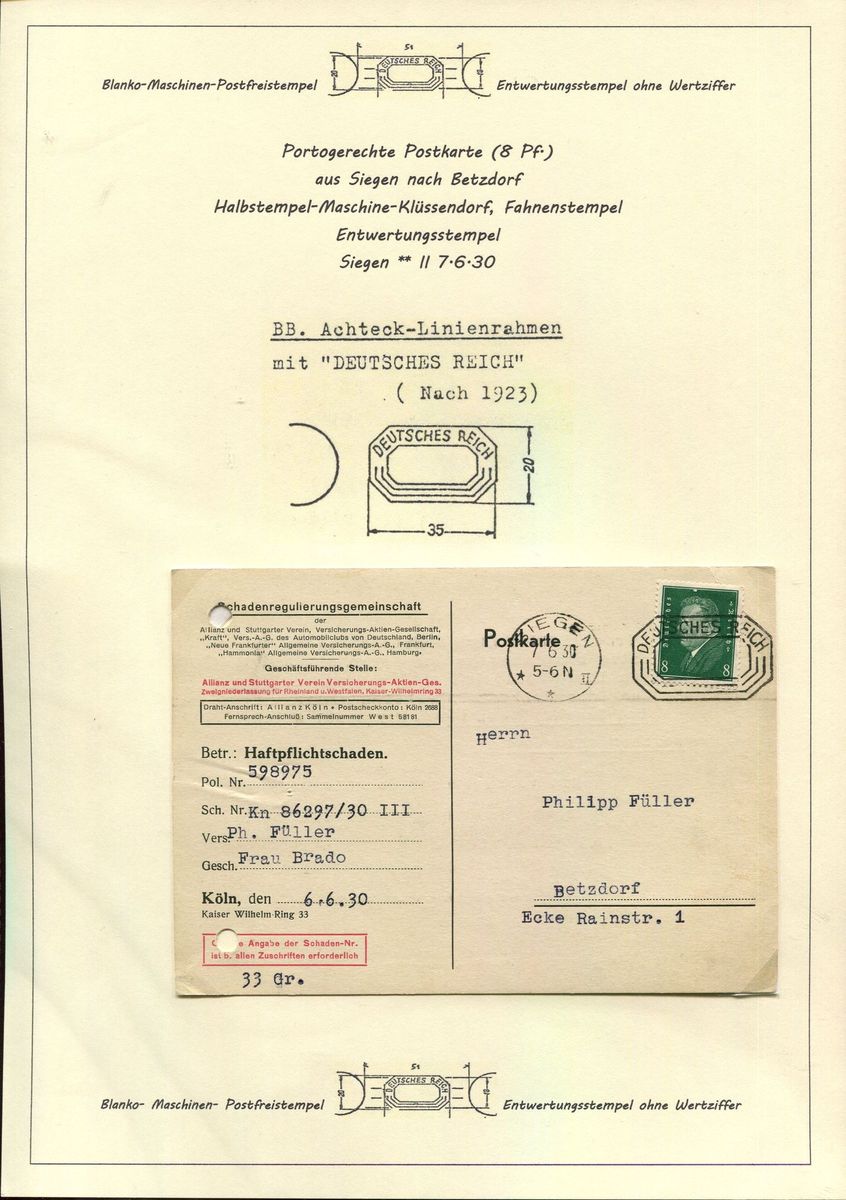 51
DEUTSCHES REICH
20
Blanko-Maschinen-Postfreistempel
Entwertungsstempel ohne Wertziffer
Portogerechte Postkarte (8 Pf.)
aus Siegen nach Betzdorf
Halbstempel-Maschine-Klüssendorf, Fahnenstempel
Entwertungsstempel
Siegen ** II 7.6.30
BB. Achteck-Linienrahmen
mit "DEUTSCHES REICH"
( Nach 1923)
DEUTSCHES REICH
20
35
Schadenregulierungsgemeinschaft
der
Allianz und Stuttgarter Verein, Versicherungs-Aktien-Gesellschaft,
„Kraft", Vers.-A.-G. des Automobilclubs von Deutschland, Berlin,
„Neue Frankfurter" Allgemeine Versicherungs-A.-G., Frankfurt,
„Hammonia" Allgemeine Versicherungs-A.-G., Hamburg.
Geschäftsführende Stelle:
Allianz und Stuttgarter Verein Versicherungs-Aktien-Ges.
Zweigniederlassung für Rheinland u. Westfalen, Kaiser-Wilhelmring 33
Draht-Anschrift: Allianz Köln • Postscheckkonto: Köln 2688
Fernsprech-Anschluß: Sammelnummer West 58181
Betr.: Haftpflichtschaden.
Pol. Nr. 598975
Sch. Nr. Kn 86297/30 III
Vers. Ph. Füller
Gesch. Frau Brado
Köln, den 6.6.30
Kaiser Wilhelm-Ring 33
Angabe der Schaden-Nr.
ist b. allen Zuschriften erforderlich
33 Gr.
Postkarte
SIEGEN
7 6 30
* 5-6 N II
*
DEUTSCHES REICH
8 8
Herrn
Philipp Füller
Betzdorf
Ecke Rainstr. 1
51
DEUTSCHES REICH
20
Blanko- Maschinen- Postfreistempel
Entwertungsstempel ohne Wertziffer